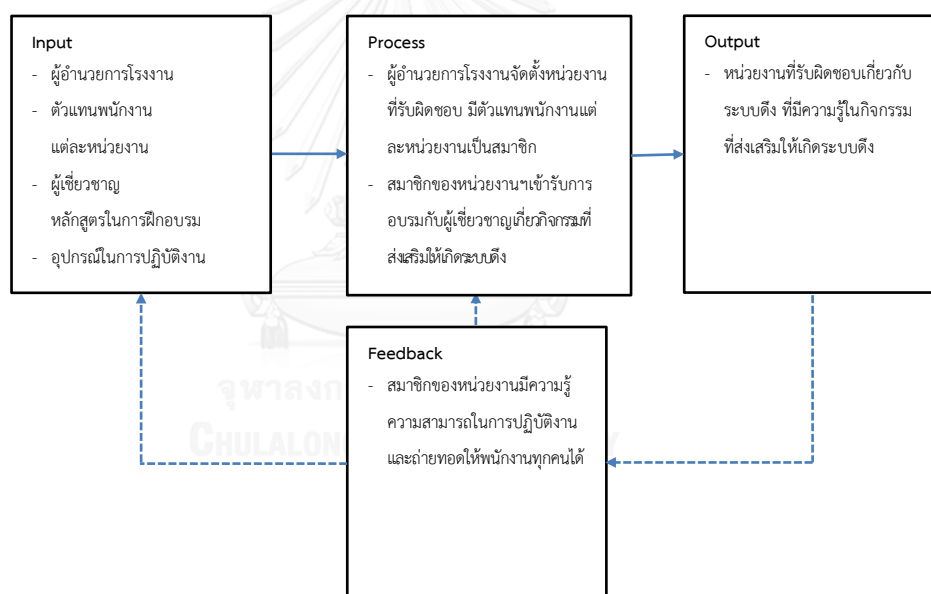 Input
- ผู้อำนวยการโรงงาน
- ตัวแทนพนักงาน
แต่ละหน่วยงาน
- ผู้เชี่ยวชาญ
หลักสูตรในการฝึกอบรม
- อุปกรณ์ในการปฏิบัติงาน
Process
- ผู้อำนวยการโรงงานจัดตั้งหน่วยงาน
ที่รับผิดชอบ มีตัวแทนพนักงานแต่
ละหน่วยงานเป็นสมาชิก
- สมาชิกของหน่วยงานฯเข้ารับการ
อบรมกับผู้เชี่ยวชาญเกี่ยวกิจกรรมที่
ส่งเสริมให้เกิดระบบดึง
Output
- หน่วยงานที่รับผิดชอบเกี่ยวกับ
ระบบดึง ที่มีความรู้ในกิจกรรม
ที่ส่งเสริมให้เกิดระบบดึง
Feedback
- สมาชิกของหน่วยงานมีความรู้
ความสามารถในการปฏิบัติงาน
และถ่ายทอดให้พนักงานทุกคนได้
จุฬาลงก
CHULALON